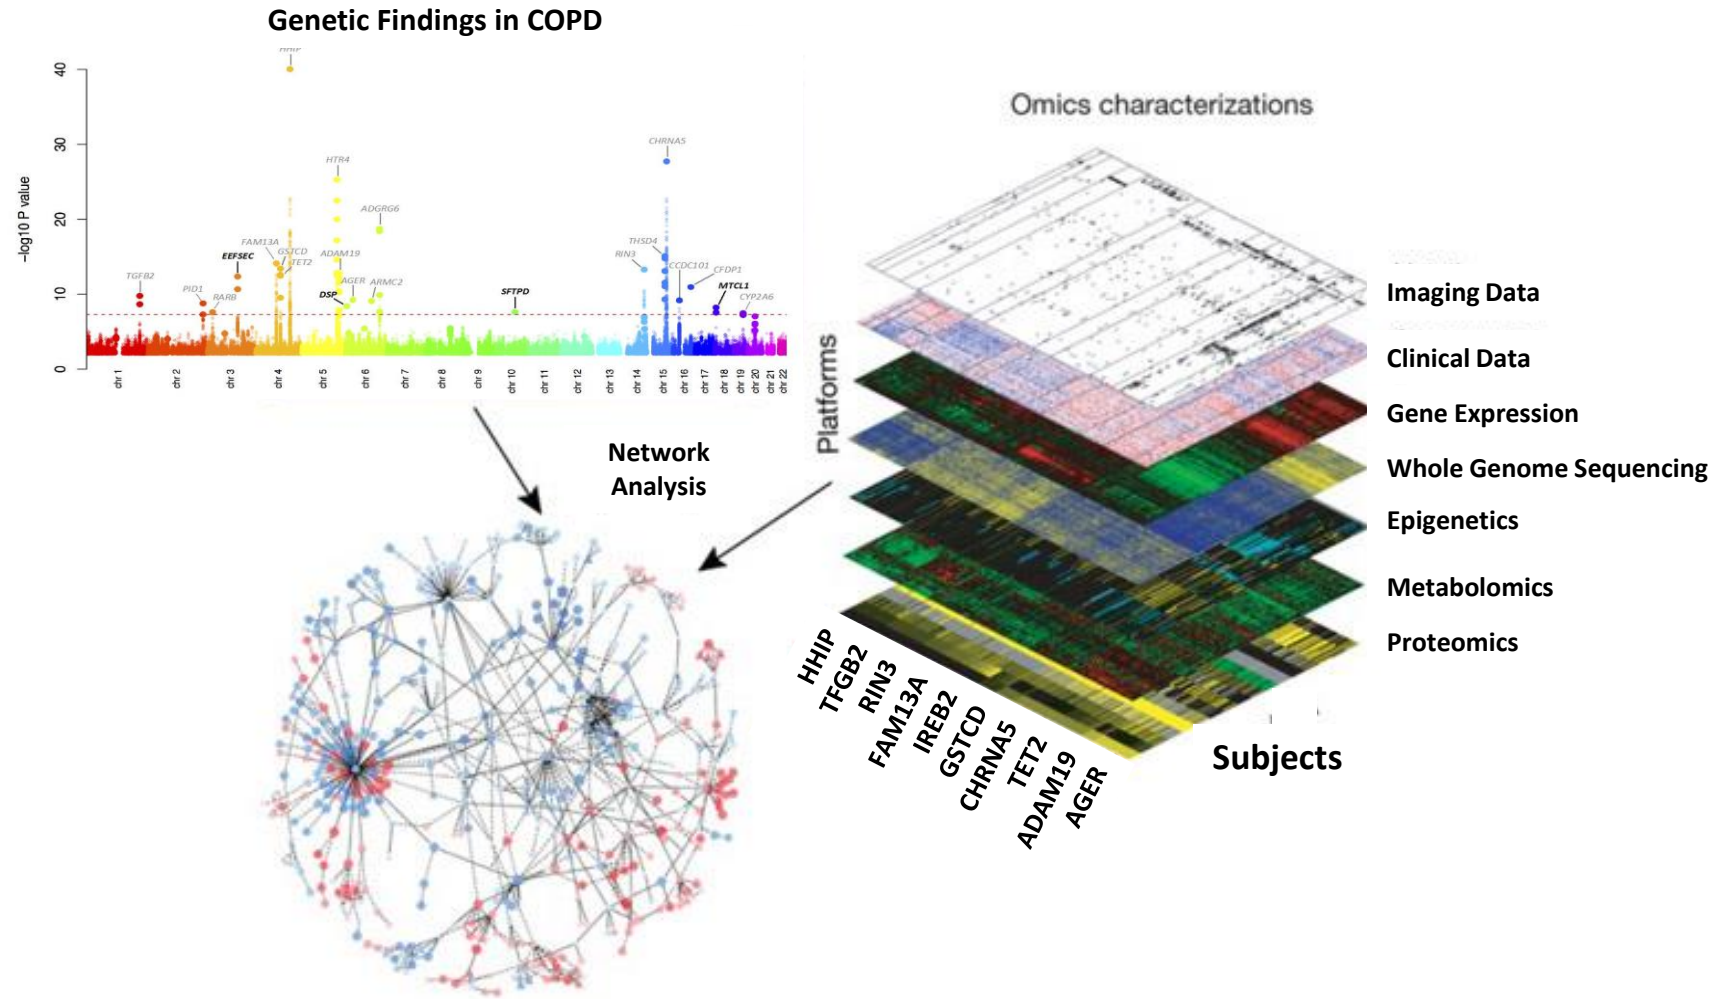 Genetic Findings in COPD
HHIP
40
30
20
10
0
−log10 P value
CHRNA5
HTR4
ADGRG6
FAM13A
GSTCD
TET2
EEFSEC
ADAM19
THSD4
RIN3
CCDC101
CFDP1
TGFB2
PID1
RARB
DSP
AGER
ARMC2
SFTPD
MTCL1
CYP2A6
chr 1
chr 2
chr 3
chr 4
chr 5
chr 6
chr 7
chr 8
chr 9
chr 10
chr 11
chr 12
chr 13
chr 14
chr 15
chr 16
chr 17
chr 18
chr 19
chr 20
chr 21
chr 22
Network
Analysis
Omics characterizations
Platforms
Imaging Data
Clinical Data
Gene Expression
Whole Genome Sequencing
Epigenetics
Metabolomics
Proteomics
HHIP
TFGB2
RIN3
FAM13A
IREB2
GSTCD
CHRNA5
TET2
ADAM19
AGER
Subjects